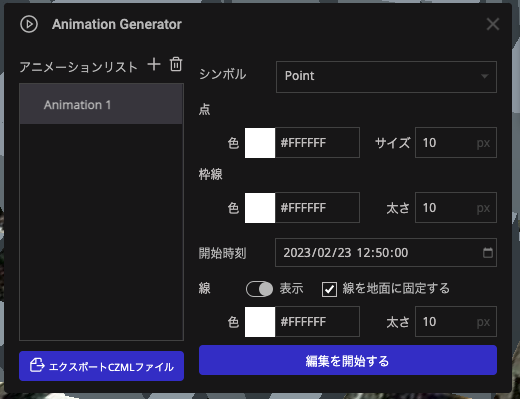 Animation Generator
アニメーションリスト
Animation 1
エクスポートCZMLファイル
シンボル Point
点
色 #FFFFFF サイズ 10 px
枠線
色 #FFFFFF 太さ 10 px
開始時刻 2023/02/23 12:50:00
線 表示 線を地面に固定する
色 #FFFFFF 太さ 10 px
編集を開始する